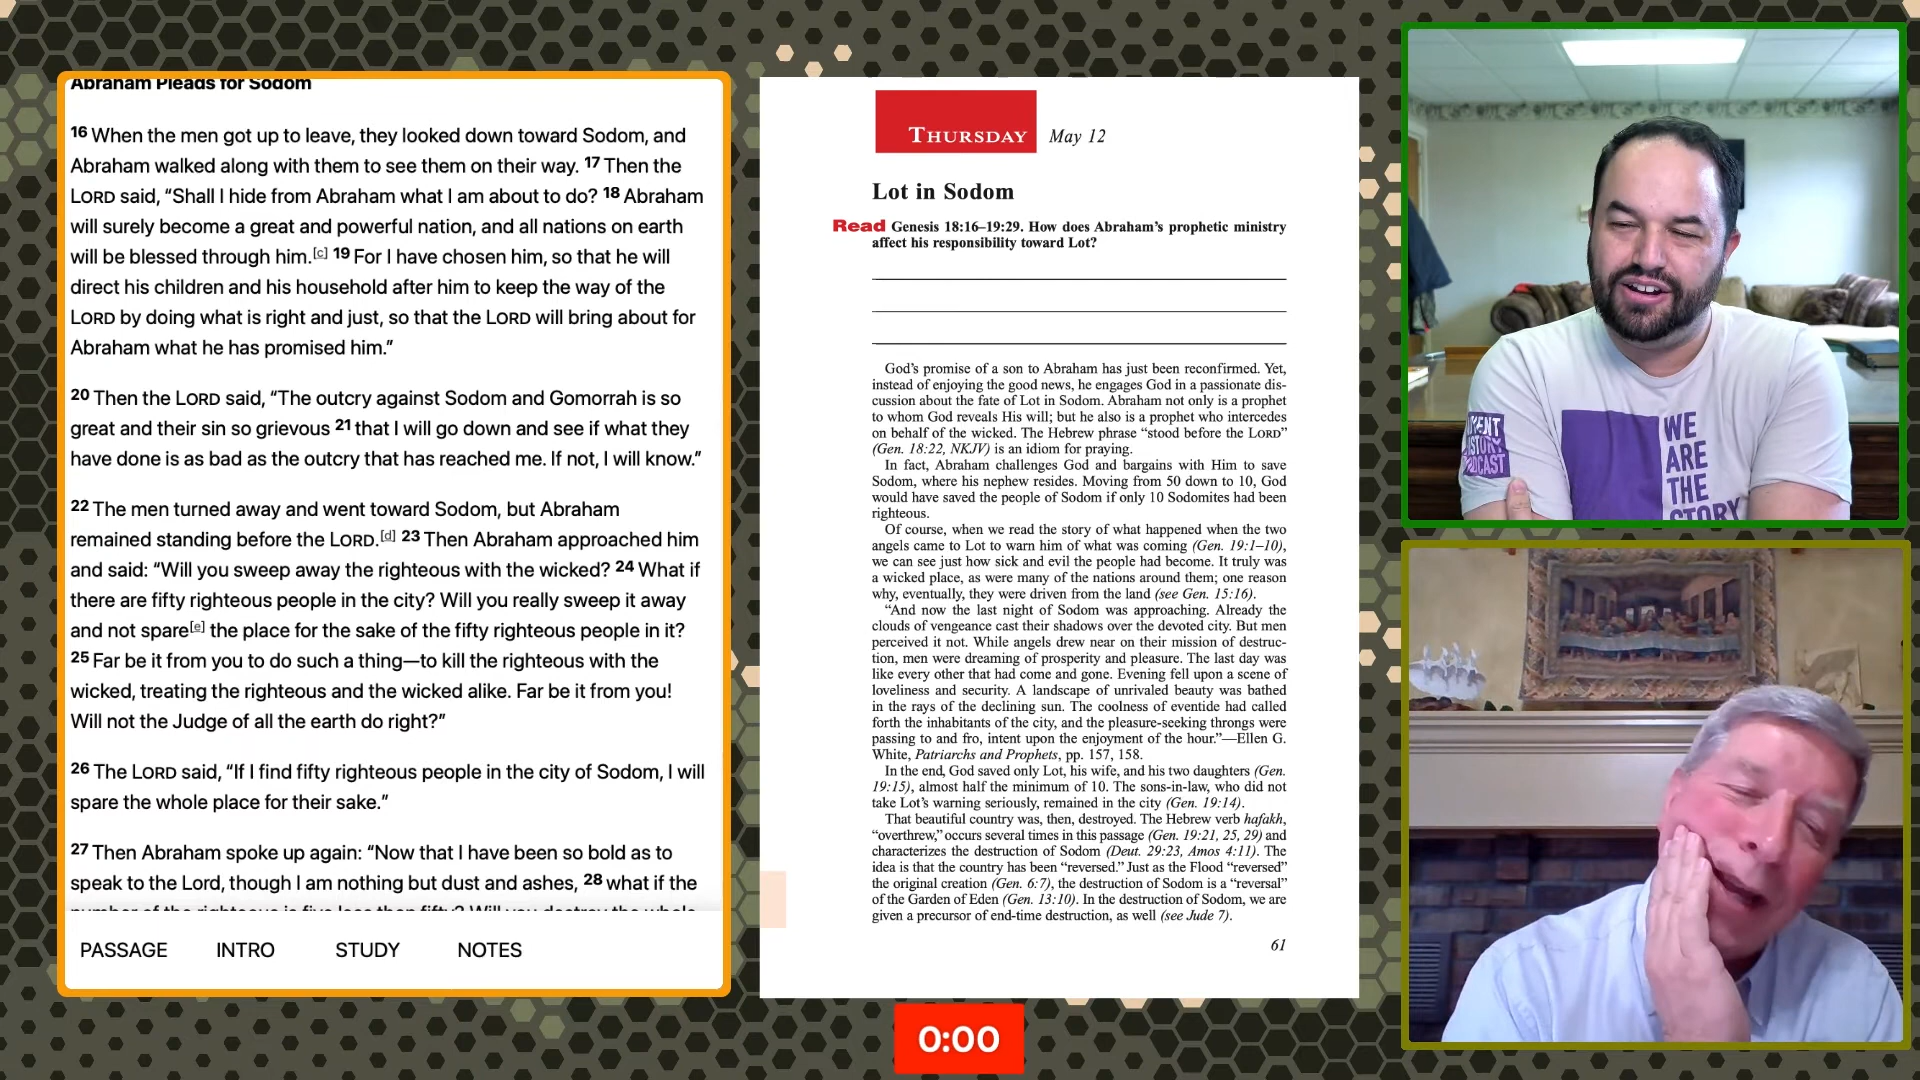 Abraham Pleads for Sodom
16 When the men got up to leave, they looked down toward Sodom, and
Abraham walked along with them to see them on their way. 17 Then the
LORD said, “Shall I hide from Abraham what I am about to do? 18 Abraham
will surely become a great and powerful nation, and all nations on earth
will be blessed through him.[c] 19 For I have chosen him, so that he will
direct his children and his household after him to keep the way of the
LORD by doing what is right and just, so that the LORD will bring about for
Abraham what he has promised him.”
20 Then the LORD said, “The outcry against Sodom and Gomorrah is so
great and their sin so grievous 21 that I will go down and see if what they
have done is as bad as the outcry that has reached me. If not, I will know.”
22 The men turned away and went toward Sodom, but Abraham
remained standing before the LORD.[d] 23 Then Abraham approached him
and said: “Will you sweep away the righteous with the wicked? 24 What if
there are fifty righteous people in the city? Will you really sweep it away
and not spare[e] the place for the sake of the fifty righteous people in it?
25 Far be it from you to do such a thing—to kill the righteous with the
wicked, treating the righteous and the wicked alike. Far be it from you!
Will not the Judge of all the earth do right?”
26 The LORD said, “If I find fifty righteous people in the city of Sodom, I will
spare the whole place for their sake.”
27 Then Abraham spoke up again: “Now that I have been so bold as to
speak to the Lord, though I am nothing but dust and ashes, 28 what if the
number of the righteous is five less than fifty? Will you destroy the whole
PASSAGE INTRO STUDY NOTES
THURSDAY May 12
Lot in Sodom
Read Genesis 18:16–19:29. How does Abraham’s prophetic ministry
affect his responsibility toward Lot?
God’s promise of a son to Abraham has just been reconfirmed. Yet,
instead of enjoying the good news, he engages God in a passionate dis-
cussion about the fate of Lot in Sodom. Abraham not only is a prophet
to whom God reveals His will; but he also is a prophet who intercedes
on behalf of the wicked. The Hebrew phrase “stood before the LORD”
(Gen. 18:22, NKJV) is an idiom for praying.
In fact, Abraham challenges God and bargains with Him to save
Sodom, where his nephew resides. Moving from 50 down to 10, God
would have saved the people of Sodom if only 10 Sodomites had been
righteous.
Of course, when we read the story of what happened when the two
angels came to Lot to warn him of what was coming (Gen. 19:1–10),
we can see just how sick and evil the people had become. It truly was
a wicked place, as were many of the nations around them; one reason
why, eventually, they were driven from the land (see Gen. 15:16).
“And now the last night of Sodom was approaching. Already the
clouds of vengeance cast their shadows over the devoted city. But men
perceived it not. While angels drew near on their mission of destruc-
tion, men were dreaming of prosperity and pleasure. The last day was
like every other that had come and gone. Evening fell upon a scene of
loveliness and security. A landscape of unrivaled beauty was bathed
in the rays of the declining sun. The coolness of eventide had called
forth the inhabitants of the city, and the pleasure-seeking throngs were
passing to and fro, intent upon the enjoyment of the hour.”—Ellen G.
White, Patriarchs and Prophets, pp. 157, 158.
In the end, God saved only Lot, his wife, and his two daughters (Gen.
19:15), almost half the minimum of 10. The sons-in-law, who did not
take Lot’s warning seriously, remained in the city (Gen. 19:14).
That beautiful country was, then, destroyed. The Hebrew verb hafakh,
“overthrew,” occurs several times in this passage (Gen. 19:21, 25, 29) and
characterizes the destruction of Sodom (Deut. 29:23, Amos 4:11). The
idea is that the country has been “reversed.” Just as the Flood “reversed”
the original creation (Gen. 6:7), the destruction of Sodom is a “reversal”
of the Garden of Eden (Gen. 13:10). In the destruction of Sodom, we are
given a precursor of end-time destruction, as well (see Jude 7).
61
0:00
WE
ARE
THE
STORY